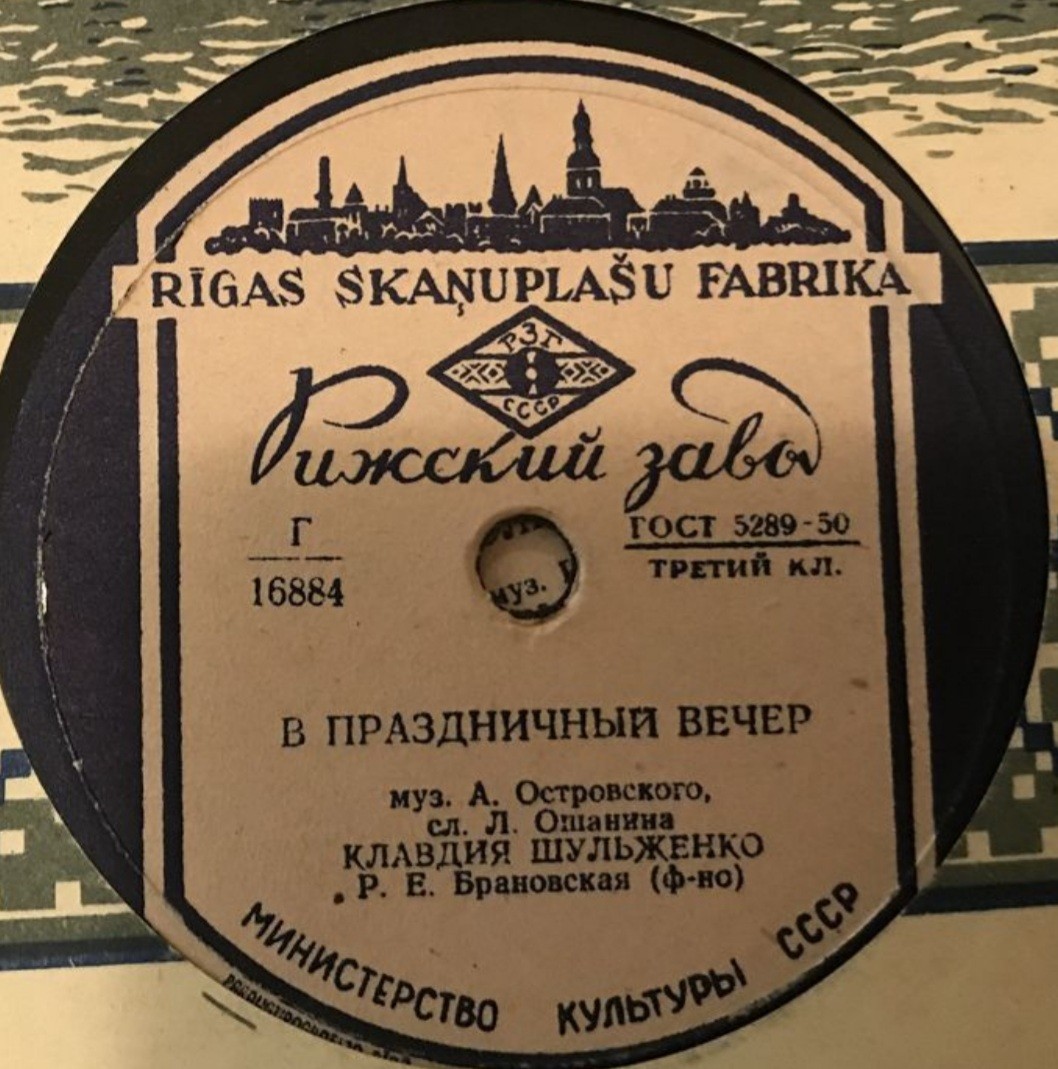 RĪGAS SKAŅUPLAŠU FABRIKA
РЗГ
СССР
Рижский завод
Г
16884
ГОСТ 5289-50
ТРЕТИЙ КЛ.
муз.
В ПРАЗДНИЧНЫЙ ВЕЧЕР
муз. А. Островского,
сл. Л. Ошанина
КЛАВДИЯ ШУЛЬЖЕНКО
Р. Е. Брановская (ф-но)
МИНИСТЕРСТВО КУЛЬТУРЫ СССР